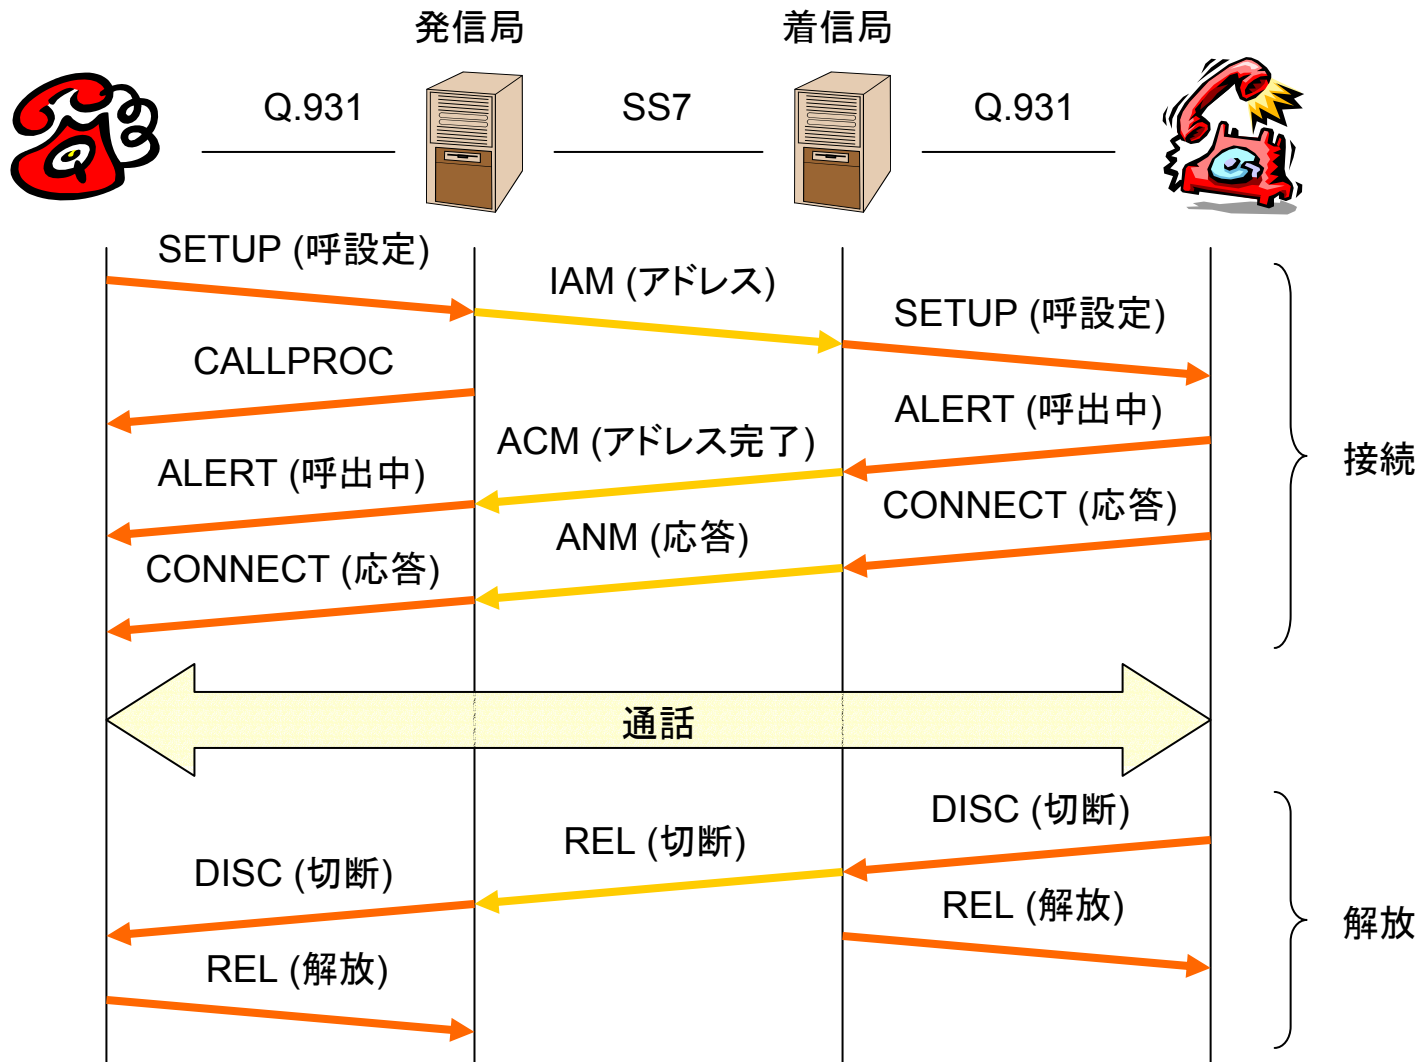 発信局
着信局
Q.931
SS7
Q.931
SETUP (呼設定)
IAM (アドレス)
SETUP (呼設定)
CALLPROC
ALERT (呼出中)
ACM (アドレス完了)
ALERT (呼出中)
接続
CONNECT (応答)
ANM (応答)
CONNECT (応答)
通話
DISC (切断)
REL (切断)
DISC (切断)
REL (解放)
解放
REL (解放)